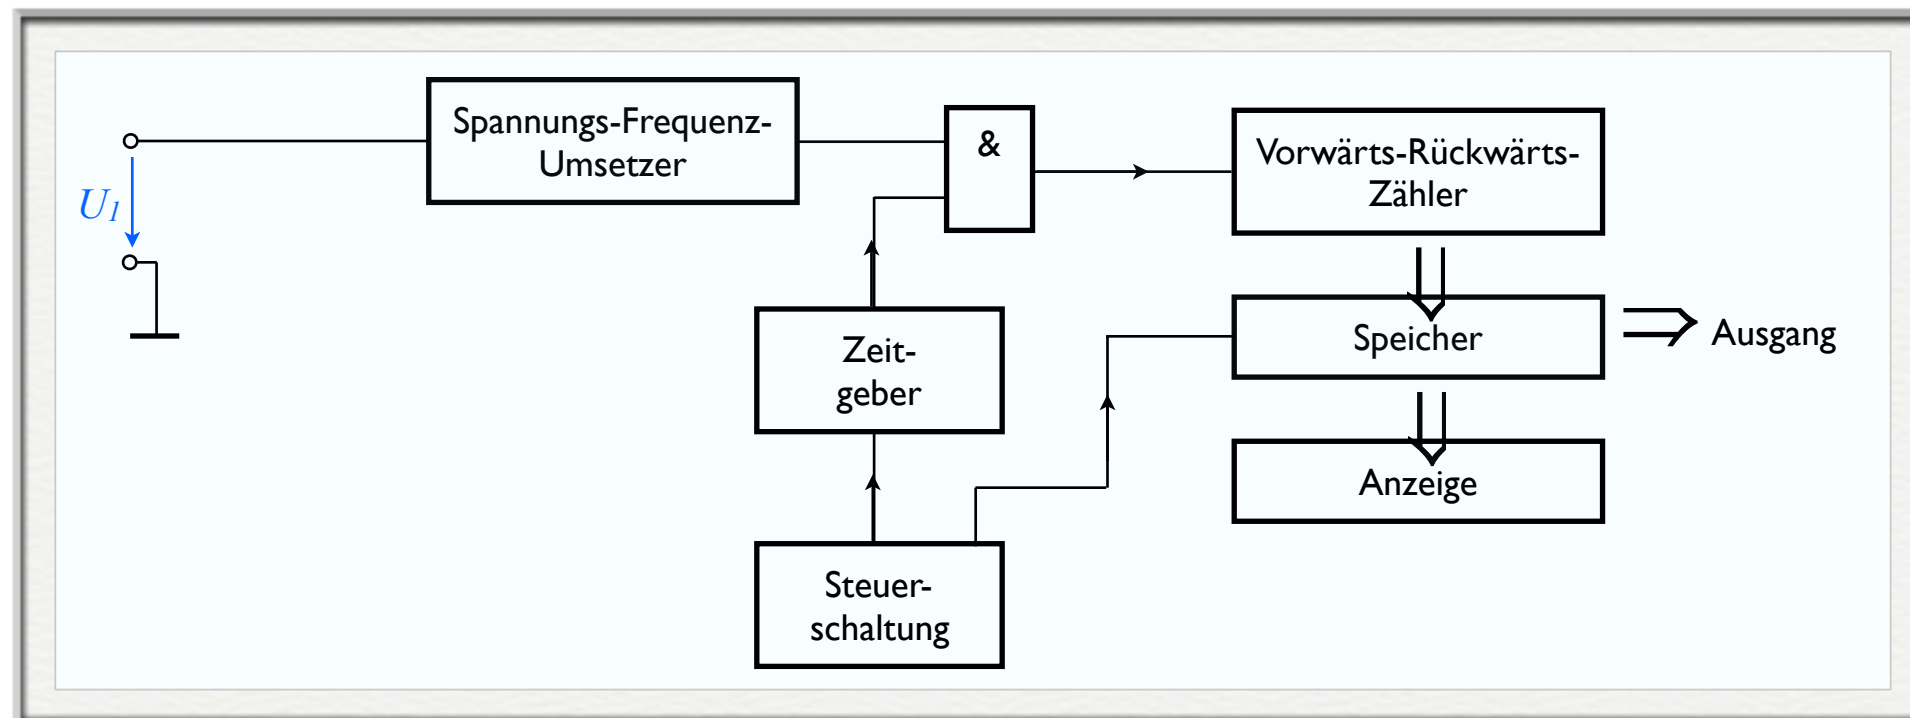 Spannungs-Frequenz-
Umsetzer
&
Vorwärts-Rückwärts-
Zähler
U1
Zeit-
geber
Speicher
Ausgang
Anzeige
Steuer-
schaltung